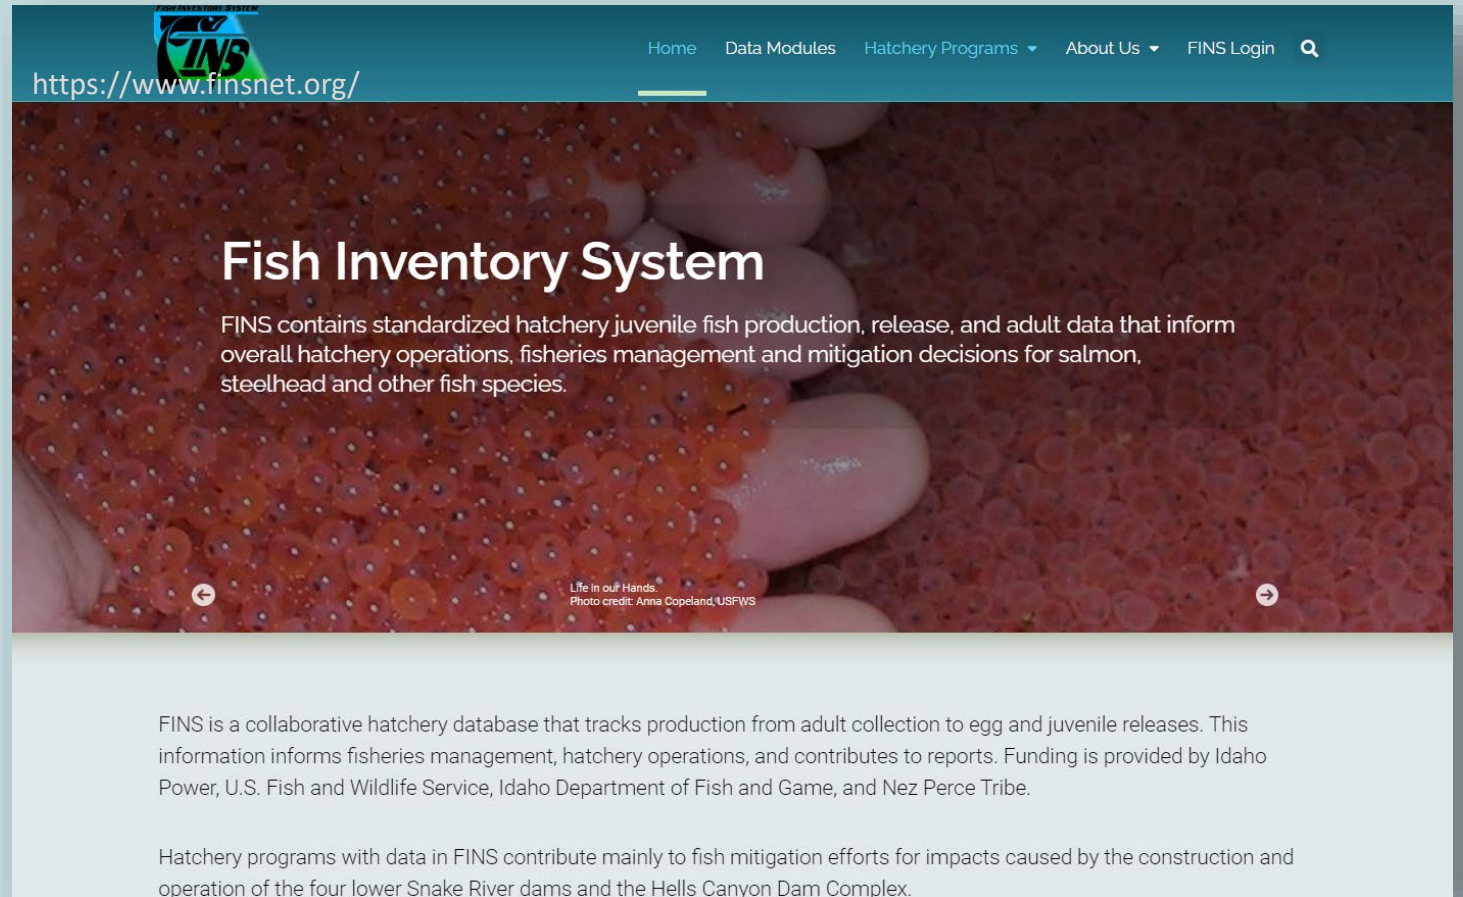 FISH INVENTORY SYSTEM
FINS
https://www.finsnet.org/
Home Data Modules Hatchery Programs About Us FINS Login
Fish Inventory System
FINS contains standardized hatchery juvenile fish production, release, and adult data that inform
overall hatchery operations, fisheries management and mitigation decisions for salmon,
steelhead and other fish species.
Life in our Hands.
Photo credit: Anna Copeland, USFWS
FINS is a collaborative hatchery database that tracks production from adult collection to egg and juvenile releases. This
information informs fisheries management, hatchery operations, and contributes to reports. Funding is provided by Idaho
Power, U.S. Fish and Wildlife Service, Idaho Department of Fish and Game, and Nez Perce Tribe.
Hatchery programs with data in FINS contribute mainly to fish mitigation efforts for impacts caused by the construction and
operation of the four lower Snake River dams and the Hells Canyon Dam Complex.